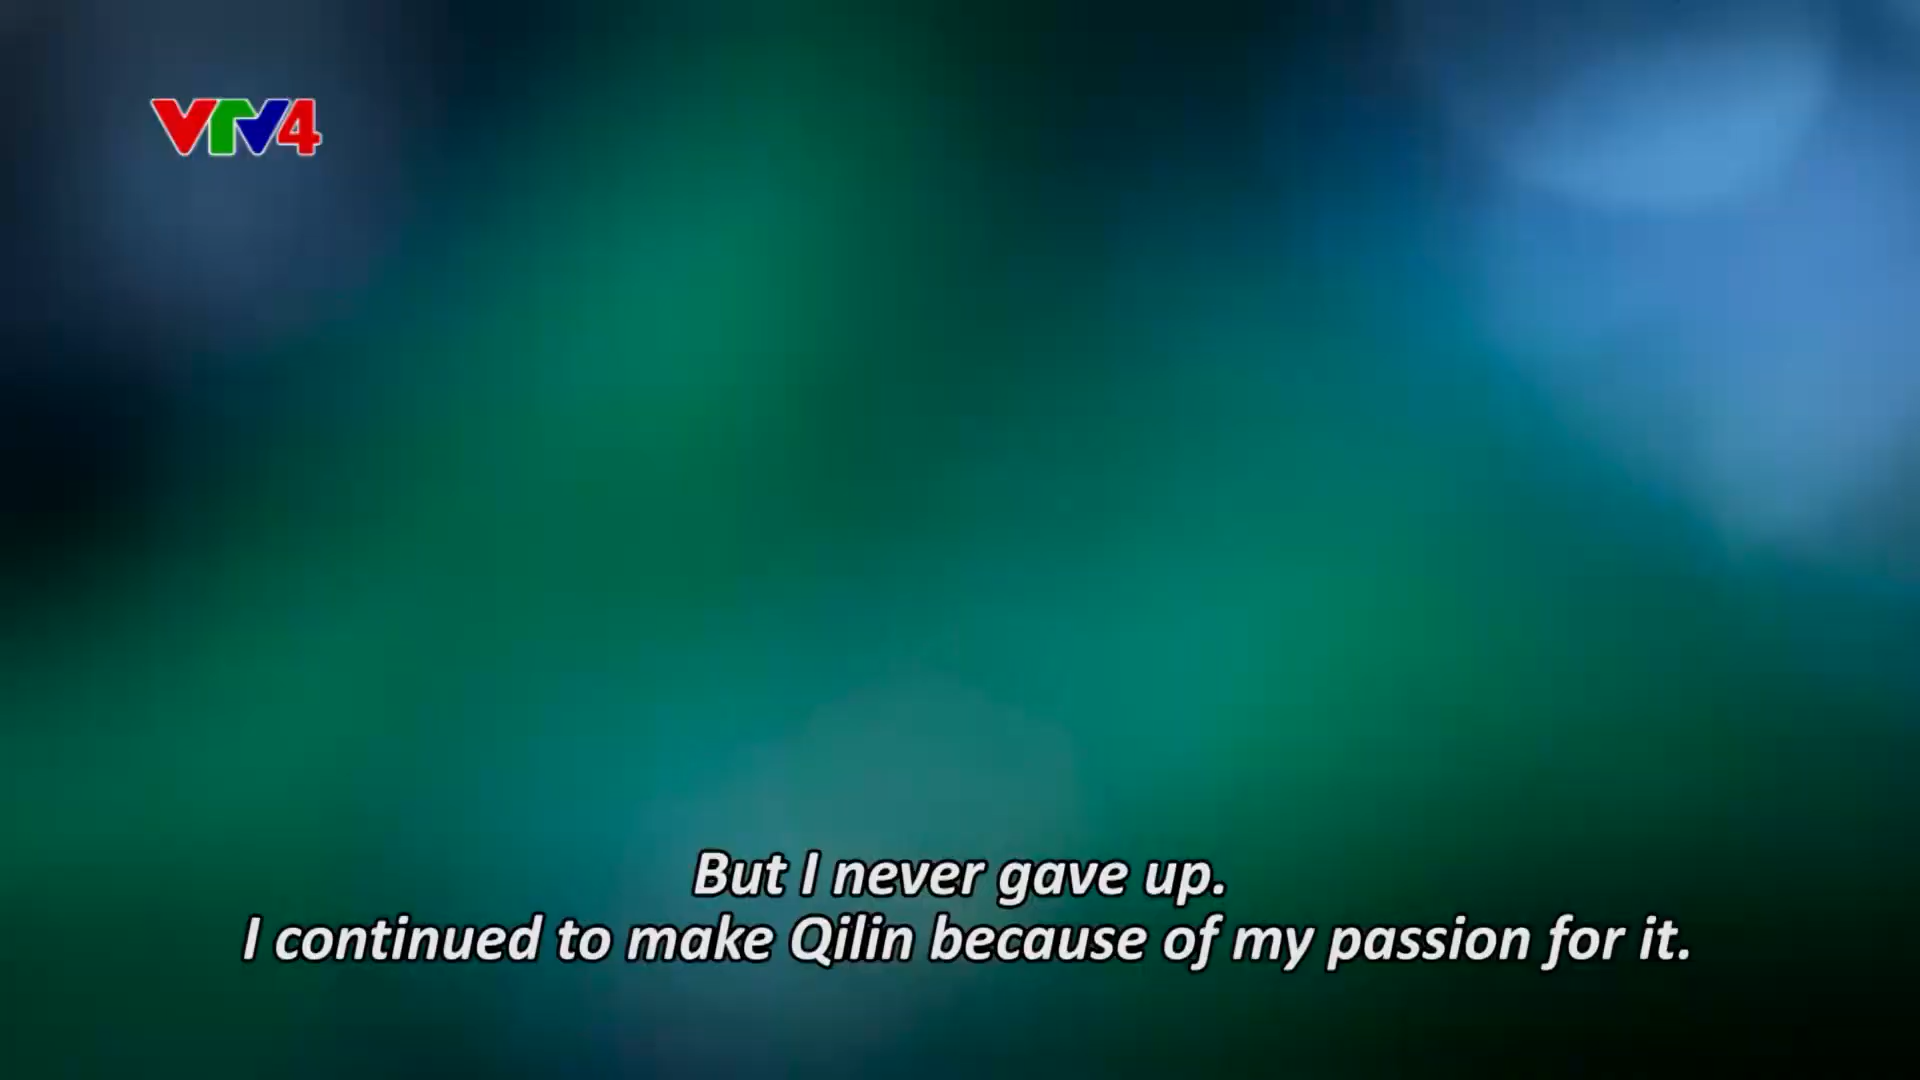 VTV4
But I never gave up.
I continued to make Qilin because of my passion for it.